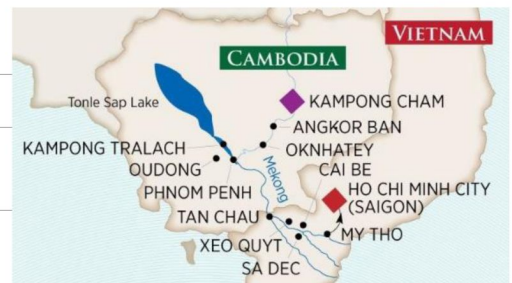 VIETNAM
CAMBODIA
Tonle Sap Lake
KAMPONG CHAM
ANGKOR BAN
KAMPONG TRALACH
OKNHATEY
OUDONG
Mekong
CAI BE
PHNOM PENH
HO CHI MINH CITY
(SAIGON)
TAN CHAU
MY THO
XEO QUYT
SA DEC